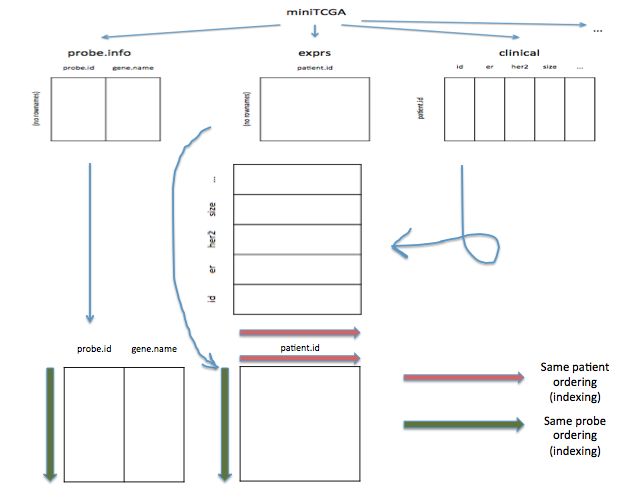 miniTCGA
...
probe.info
exprs
clinical
probe.id
gene.name
patient.id
id
er
her2
size
...
(no rownames)
(no rownames)
patient.id
...
size
her2
er
id
probe.id
gene.name
patient.id
Same patient
ordering
(indexing)
Same probe
ordering
(indexing)